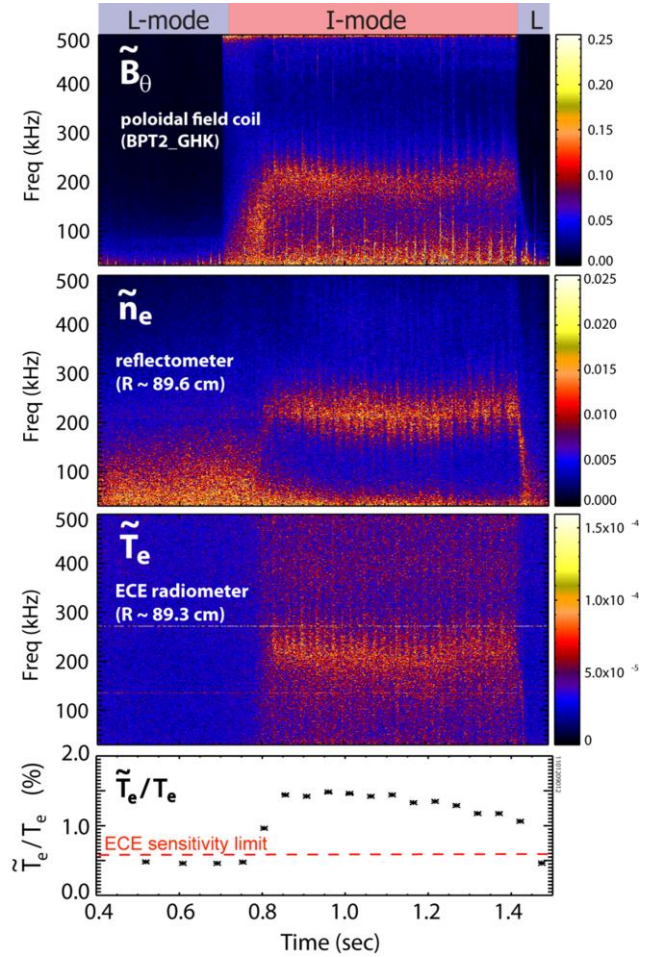 L-mode I-mode L
500
400
300
200
100
Freq (kHz)
B̃θ
poloidal field coil
(BPT2_GHK)
0.25
0.20
0.15
0.10
0.05
0.00
500
400
300
200
100
Freq (kHz)
ñe
reflectometer
(R ~ 89.6 cm)
0.025
0.020
0.015
0.010
0.005
0.000
500
400
300
200
100
Freq (kHz)
T̃e
ECE radiometer
(R ~ 89.3 cm)
1.5x10 -4
1.0x10 -4
5.0x10 -5
0
2.0
1.0
0.0
T̃e/Te (%)
T̃e/Te
ECE sensitivity limit
1101209012
0.4 0.6 0.8 1.0 1.2 1.4
Time (sec)